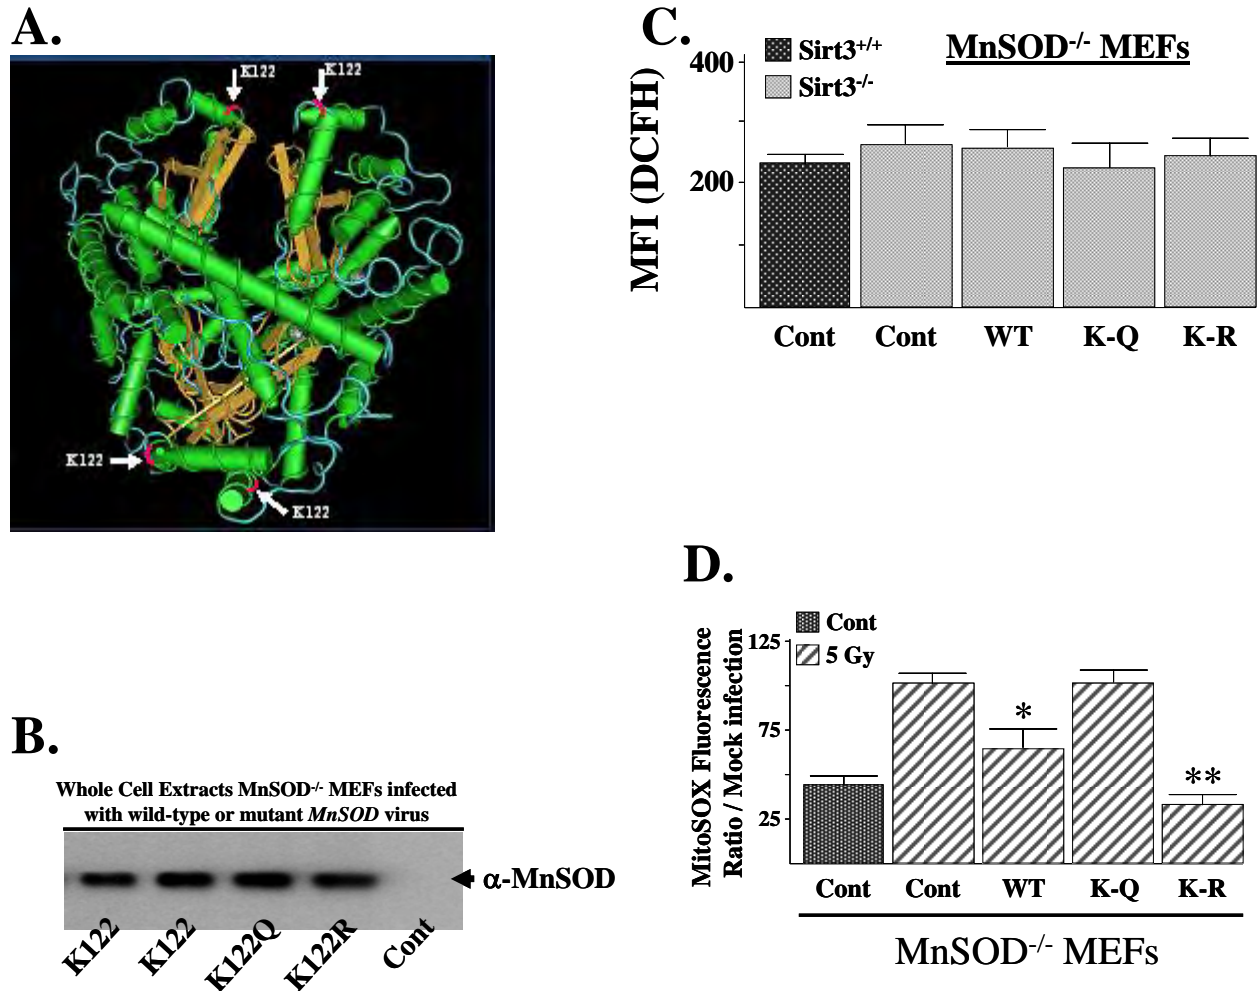 A.
K122
K122
K122
K122
B.
Whole Cell Extracts MnSOD-/- MEFs infected
with wild-type or mutant MnSOD virus
α-MnSOD
K122
K122
K122Q
K122R
Cont
C.
Sirt3+/+
Sirt3-/-
MnSOD-/- MEFs
MFI (DCFH)
400
200
Cont
Cont
WT
K-Q
K-R
D.
Cont
5 Gy
MitoSOX Fluorescence
Ratio / Mock infection
125
75
25
*
**
Cont
Cont
WT
K-Q
K-R
MnSOD-/- MEFs